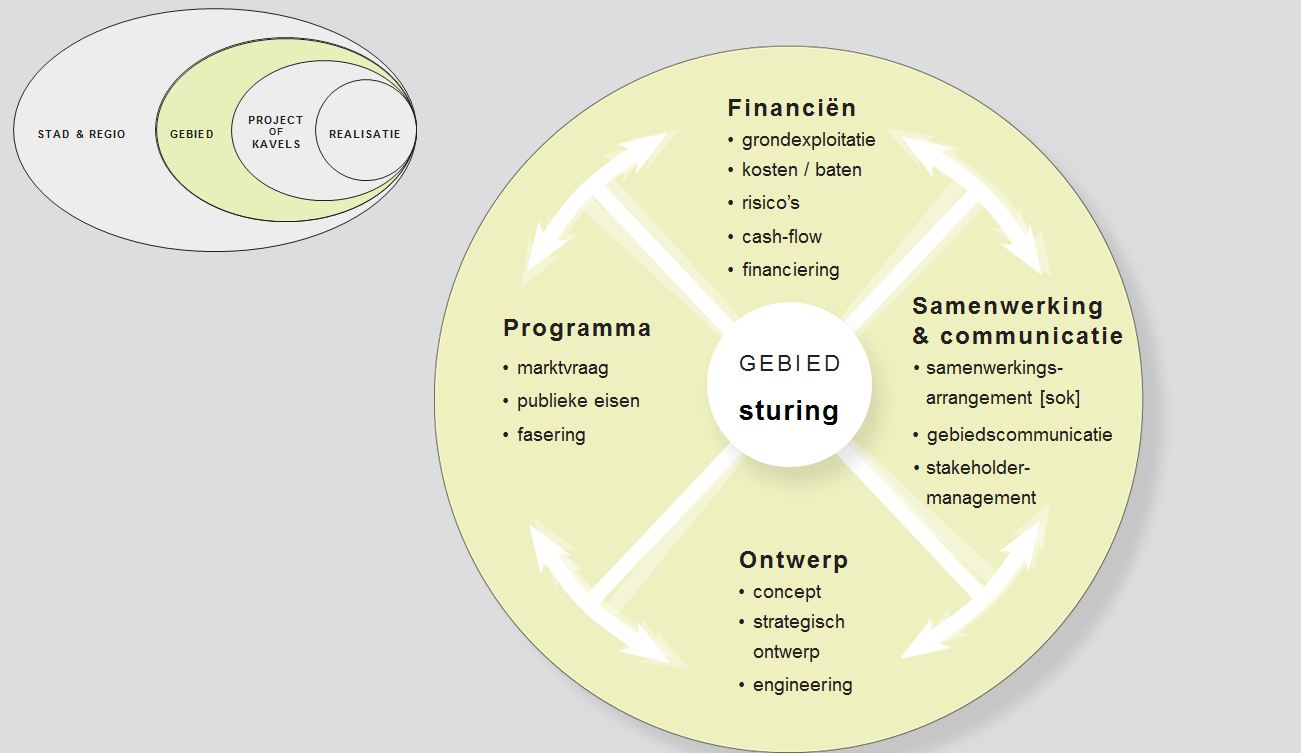 STAD & REGIO
GEBIED
PROJECT
OF
KAVELS
REALISATIE
Financiën
• grondexploitatie
• kosten / baten
• risico’s
• cash-flow
• financiering
Programma
• marktvraag
• publieke eisen
• fasering
GEBIED
sturing
Samenwerking
& communicatie
• samenwerkings-
arrangement [sok]
• gebiedscommunicatie
• stakeholder-
management
Ontwerp
• concept
• strategisch
ontwerp
• engineering